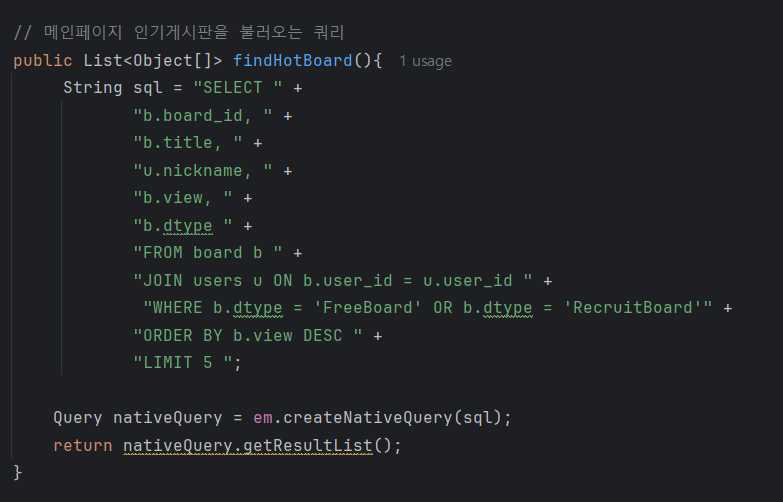 // 메인페이지 인기게시판을 불러오는 쿼리
public List<Object[]> findHotBoard(){ 1 usage
String sql = "SELECT " +
"b.board_id, " +
"b.title, " +
"u.nickname, " +
"b.view, " +
"b.dtype " +
"FROM board b " +
"JOIN users u ON b.user_id = u.user_id " +
"WHERE b.dtype = 'FreeBoard' OR b.dtype = 'RecruitBoard'" +
"ORDER BY b.view DESC " +
"LIMIT 5 ";
Query nativeQuery = em.createNativeQuery(sql);
return nativeQuery.getResultList();
}